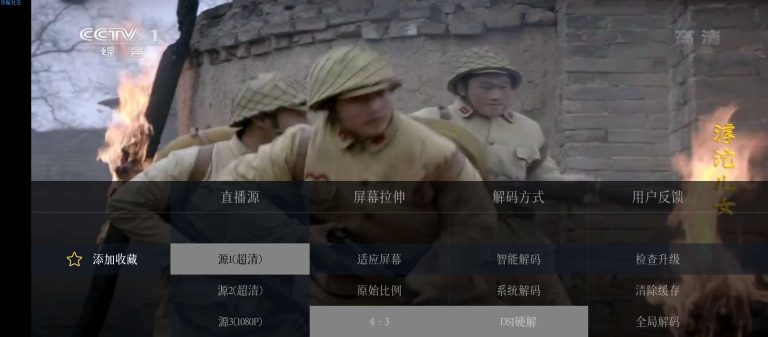 CCTV 1
综合
高清
滹沱儿女
直播源 屏幕拉伸 解码方式 用户反馈
添加收藏 源1(超清) 适应屏幕 智能解码 检查升级
源2(超清) 原始比例 系统解码 清除缓存
源3(1080P) 4 : 3 DSJ硬解 全局解码